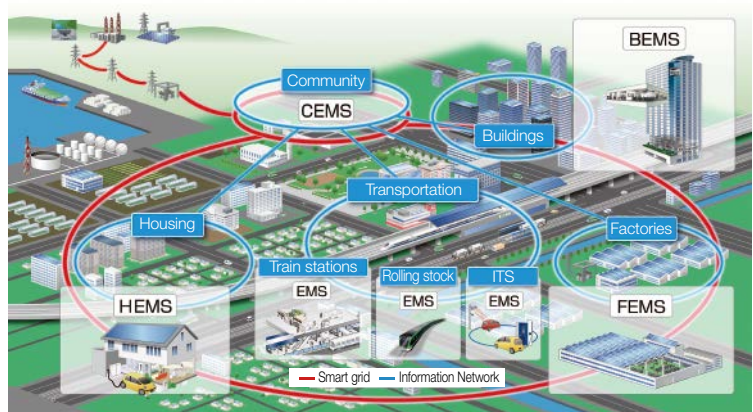 BEMS
Community
CEMS
Buildings
Transportation
Housing
Factories
Train stations
Rolling stock
ITS
EMS
EMS
EMS
HEMS
FEMS
Smart grid
Information Network